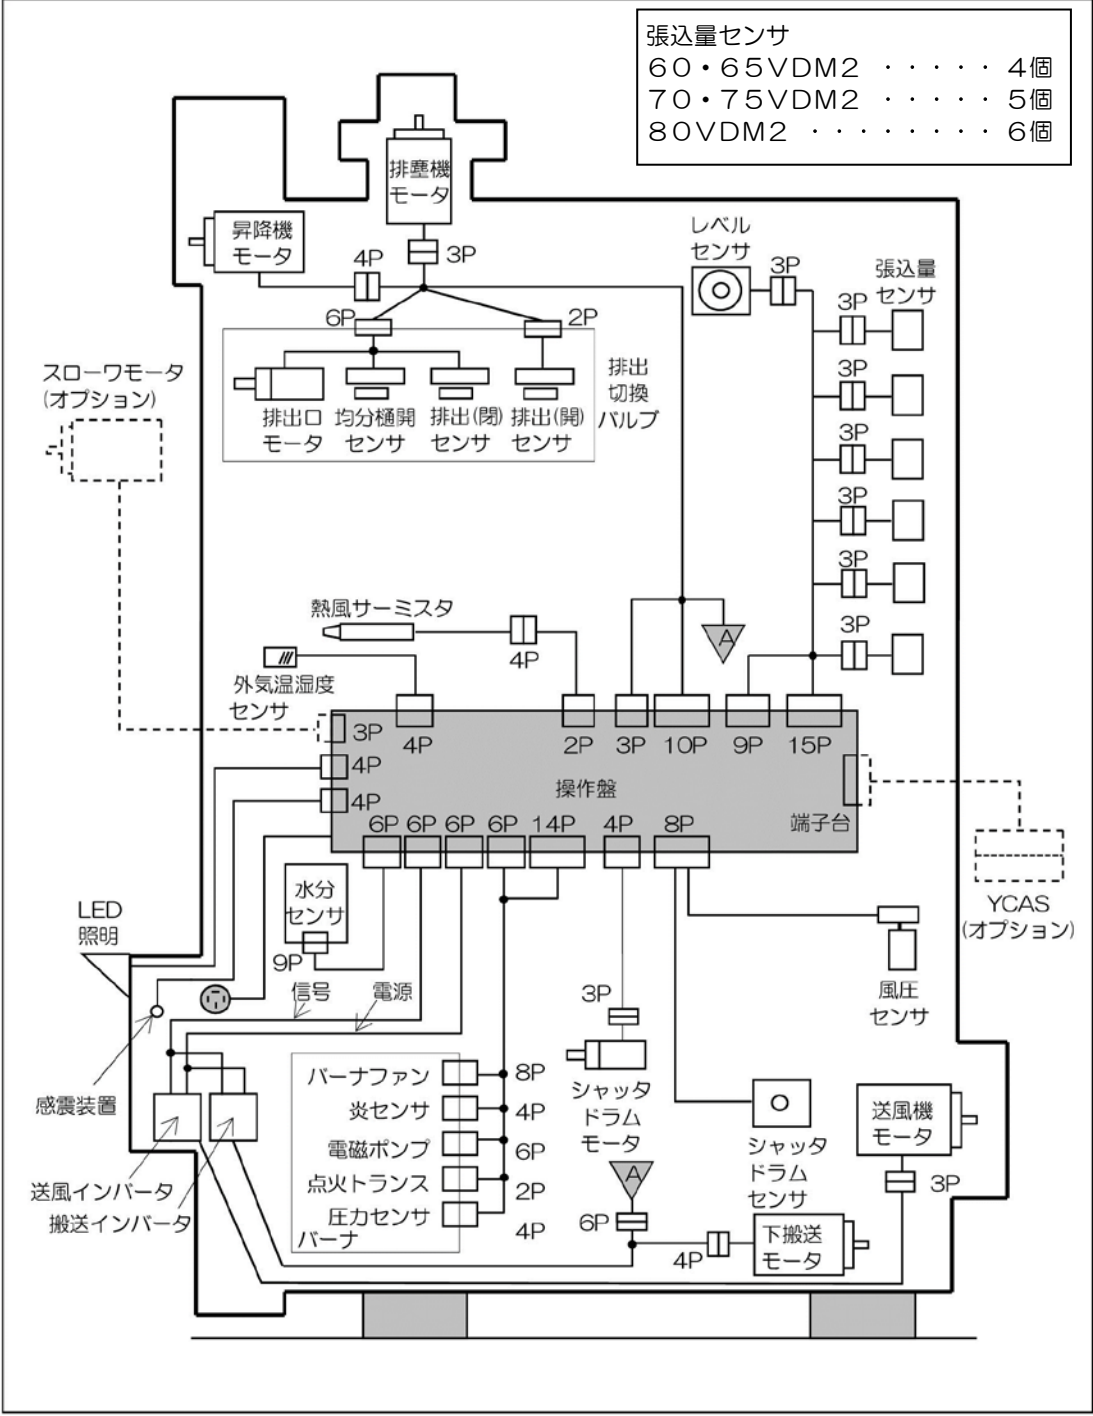 張込量センサ
60・65VDM2 ・・・・・ 4個
70・75VDM2 ・・・・・ 5個
80VDM2 ・・・・・・・・ 6個
排塵機
モータ
昇降機
モータ
4P
3P
レベル
センサ
3P
張込量
センサ
3P
6P
2P
排出
切換
バルブ
排出口
モータ
均分樋開
センサ
排出(閉)
センサ
排出(開)
センサ
スローワモータ
(オプション)
3P
3P
3P
3P
3P
熱風サーミスタ
4P
A
外気温湿度
センサ
3P
4P
2P
3P
10P
9P
15P
4P
4P
操作盤
端子台
6P
6P
6P
6P
14P
4P
8P
水分
センサ
9P
LED
照明
YCAS
(オプション)
信号
電源
3P
風圧
センサ
感震装置
バーナファン
8P
炎センサ
4P
電磁ポンプ
6P
点火トランス
2P
圧力センサ
4P
バーナ
シャッタ
ドラム
モータ
シャッタ
ドラム
センサ
送風機
モータ
3P
A
6P
4P
下搬送
モータ
送風インバータ
搬送インバータ